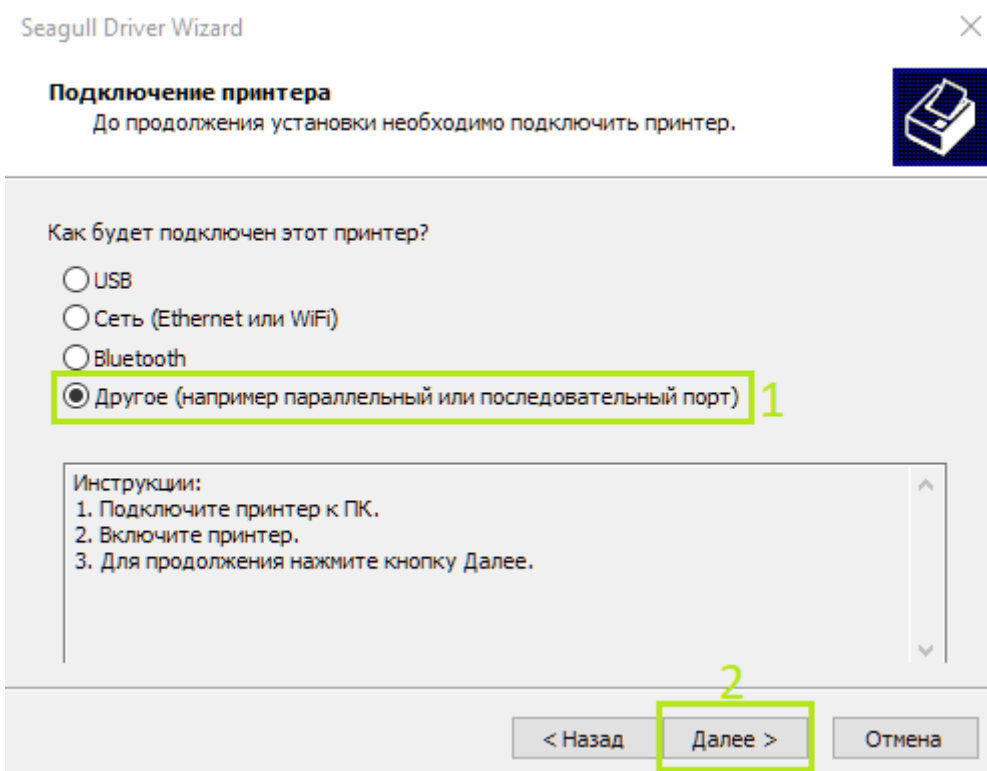 Seagull Driver Wizard
Подключение принтера
До продолжения установки необходимо подключить принтер.
Как будет подключен этот принтер?
USB
Сеть (Ethernet или WiFi)
Bluetooth
Другое (например параллельный или последовательный порт) 1
Инструкции:
1. Подключите принтер к ПК.
2. Включите принтер.
3. Для продолжения нажмите кнопку Далее.
2
< Назад Далее > Отмена